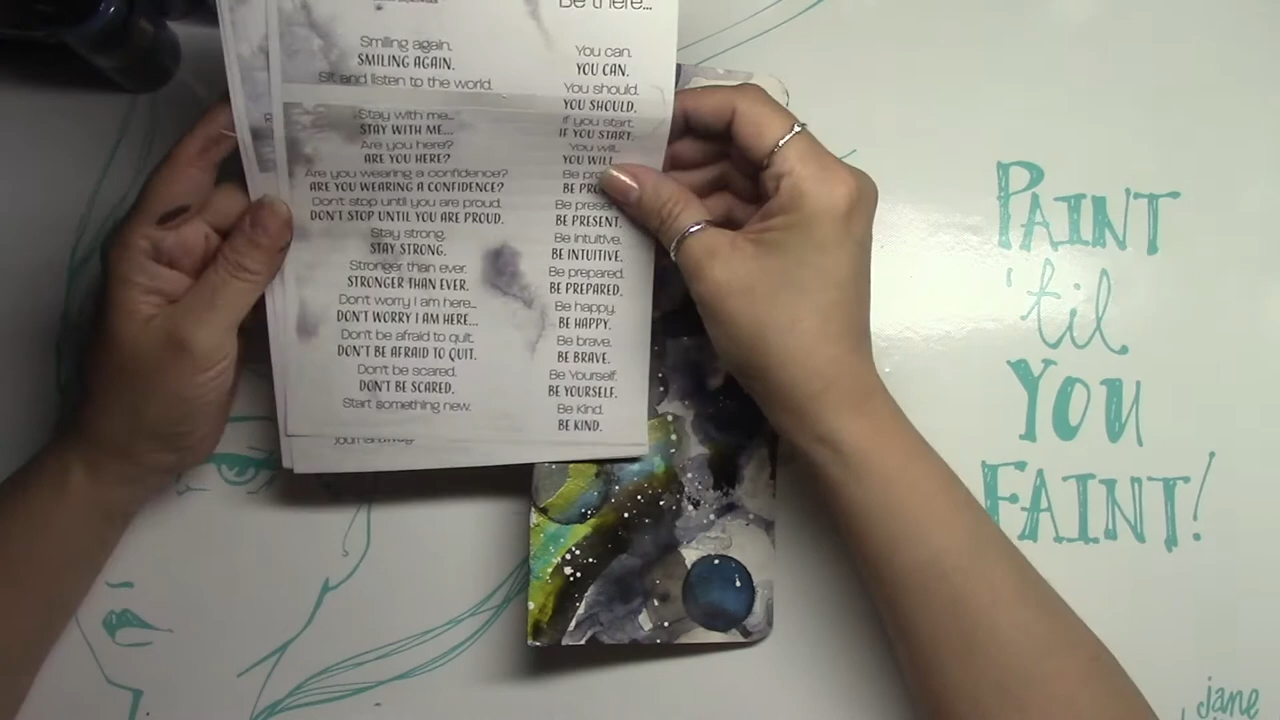 Be there...
Smiling again.
SMILING AGAIN.
Sit and listen to the world.
Stay with me...
STAY WITH ME...
Are you here?
ARE YOU HERE?
Are you wearing a confidence?
ARE YOU WEARING A CONFIDENCE?
Don't stop until you are proud.
DON'T STOP UNTIL YOU ARE PROUD.
Stay strong.
STAY STRONG.
Stronger than ever.
STRONGER THAN EVER.
Don't worry I am here...
DON'T WORRY I AM HERE...
Don't be afraid to quit.
DON'T BE AFRAID TO QUIT.
Don't be scared.
DON'T BE SCARED.
Start something new.
You can.
YOU CAN.
You should.
YOU SHOULD.
if you start.
IF YOU START.
You will.
YOU WILL.
Be
BE
Be
BE PRESENT.
Be intuitive.
BE INTUITIVE.
Be prepared.
BE PREPARED.
Be happy.
BE HAPPY.
Be brave.
BE BRAVE.
Be Yourself.
BE YOURSELF.
Be Kind.
BE KIND.
PAINT
'til
YOU
FAINT!
jane